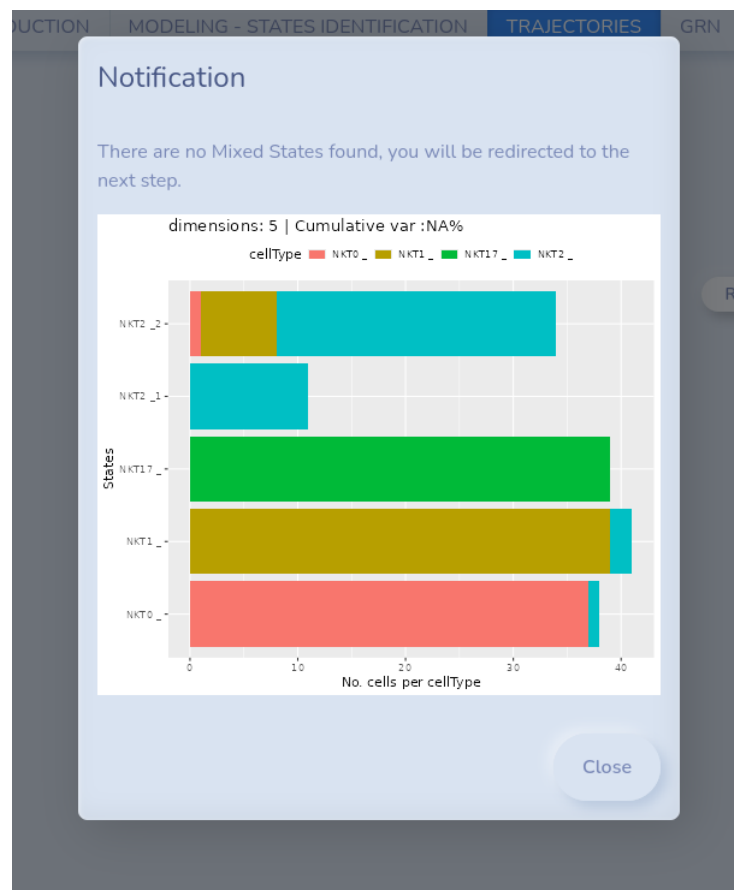 DUCTION MODELING - STATES IDENTIFICATION TRAJECTORIES GRN
Notification
There are no Mixed States found, you will be redirected to the
next step.
dimensions: 5 | Cumulative var :NA%
cellType NKT0 _ NKT1 _ NKT17 _ NKT2 _
R
NKT2 _2
NKT2 _1
NKT17 _
NKT1 _
NKT0 _
States
0 10 20 30 40
No. cells per cellType
Close